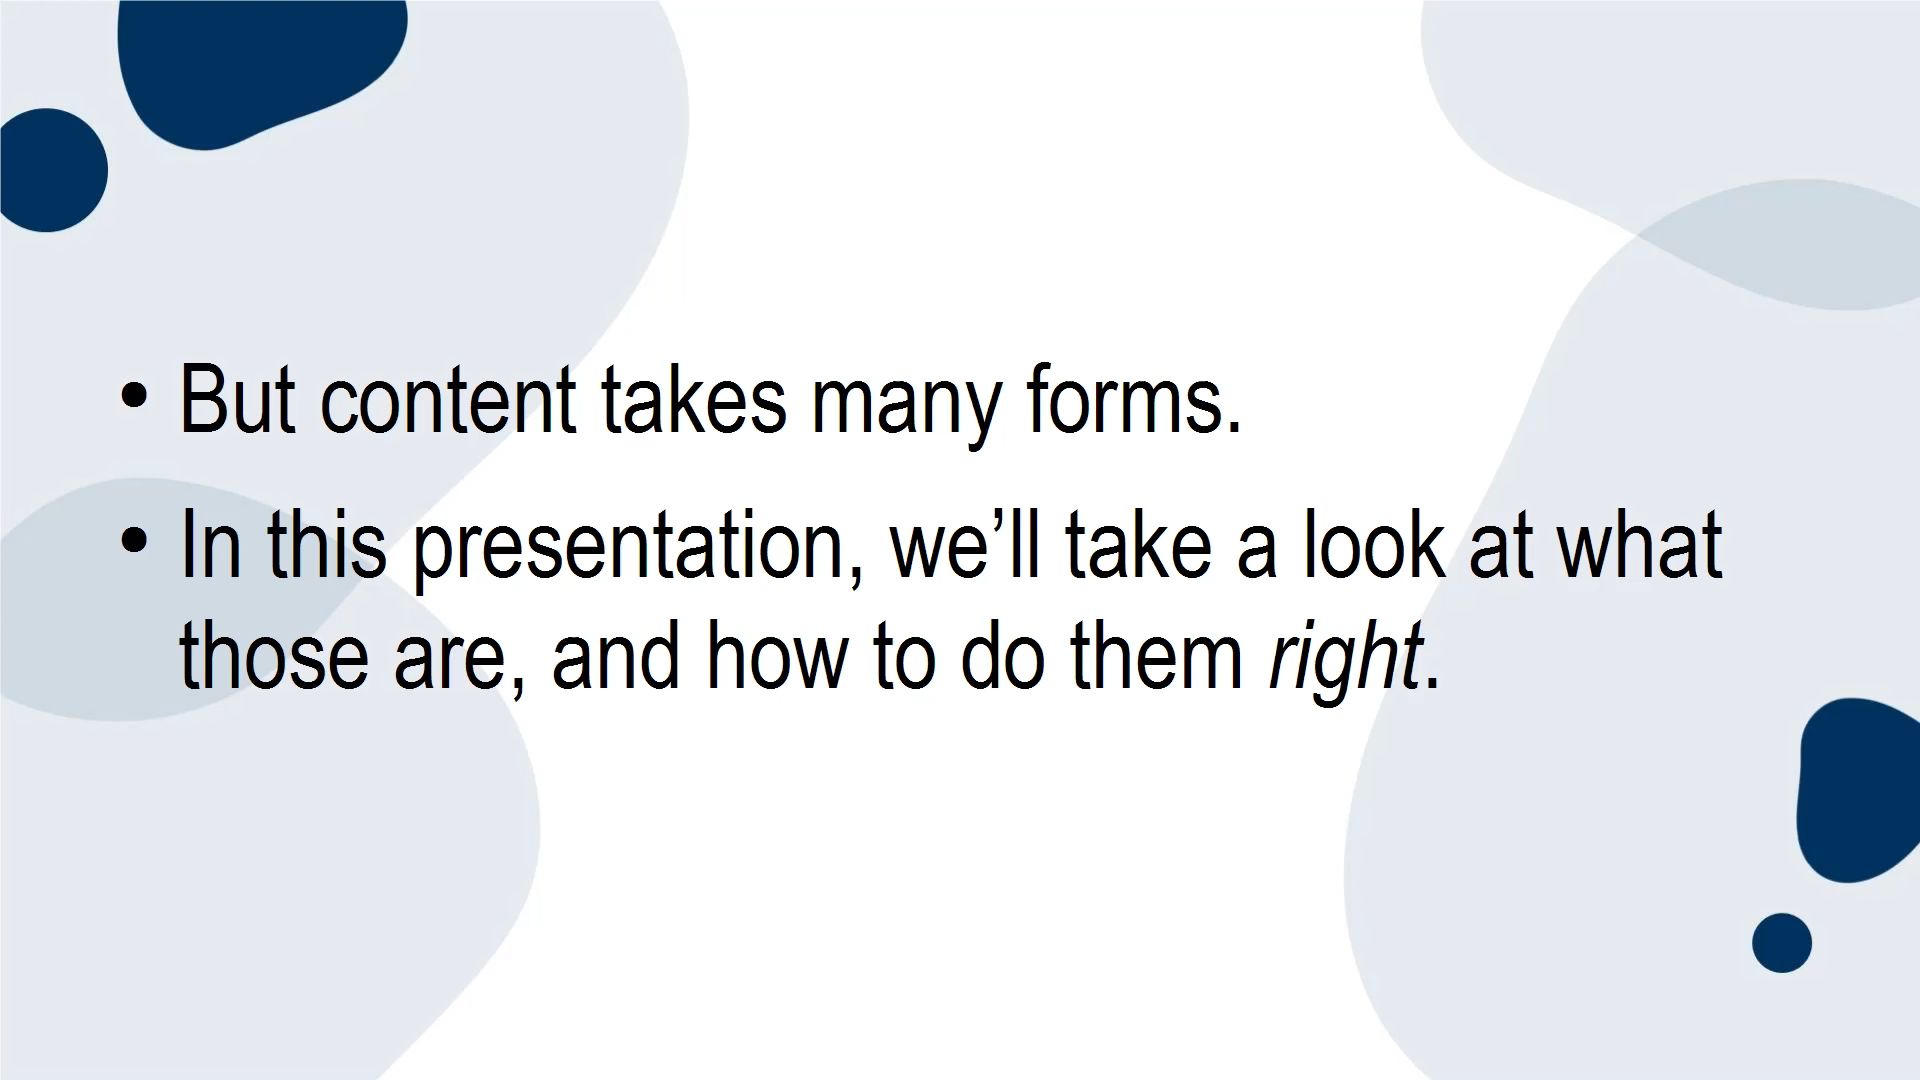 • But content takes many forms.
• In this presentation, we’ll take a look at what
those are, and how to do them right.